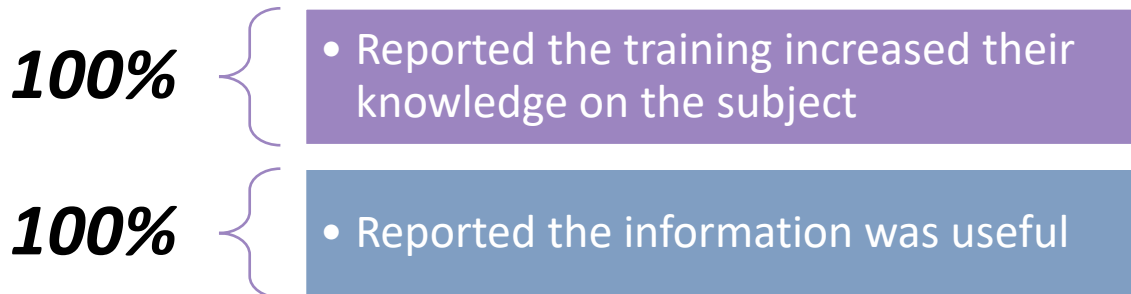 100%
• Reported the training increased their
knowledge on the subject
100%
• Reported the information was useful